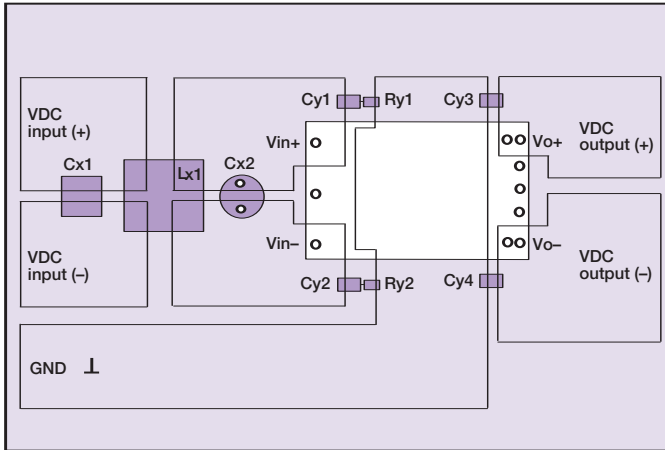 Cy1 Ry1 Cy3
VDC
input (+)
VDC
output (+)
Vin+
Vo+
Cx1
Lx1
Cx2
VDC
input (–)
Vin–
Vo–
VDC
output (–)
Cy2 Ry2 Cy4
GND